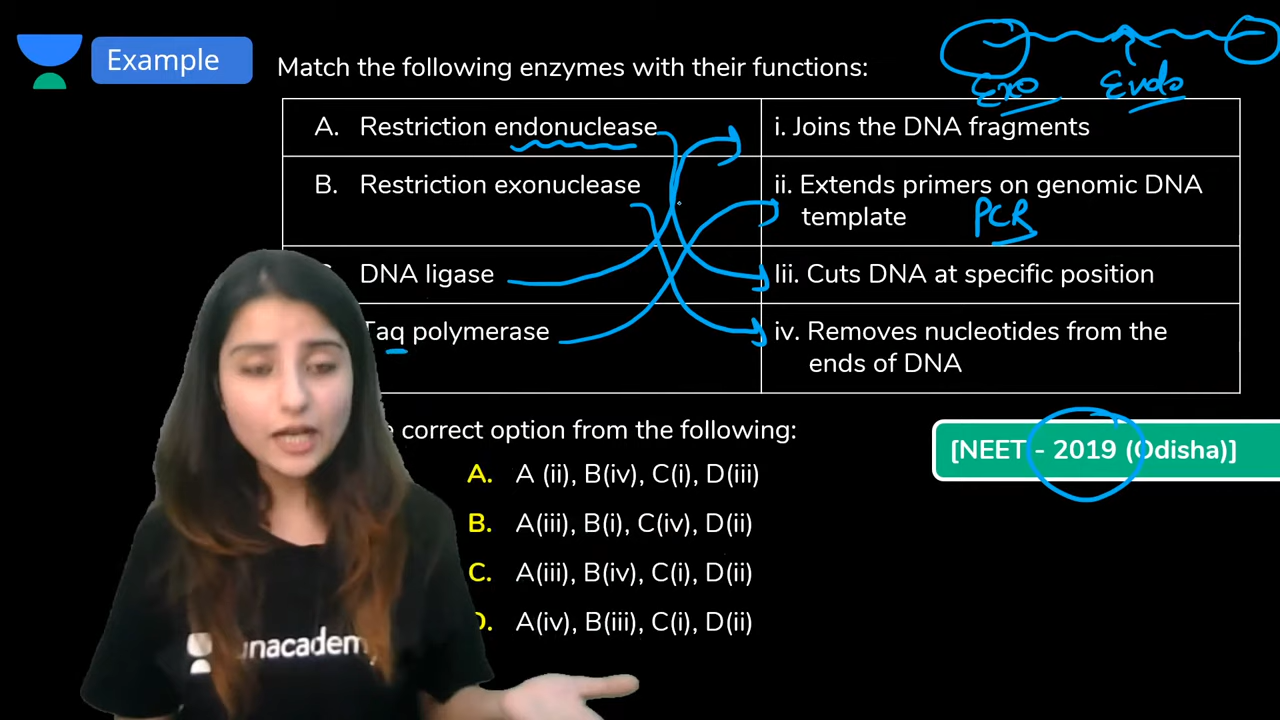 Example
Match the following enzymes with their functions:
Exo
Endo
A. Restriction endonuclease
i. Joins the DNA fragments
B. Restriction exonuclease
ii. Extends primers on genomic DNA
template
PCR
DNA ligase
Iii. Cuts DNA at specific position
Taq polymerase
iv. Removes nucleotides from the
ends of DNA
correct option from the following:
[NEET - 2019 (Odisha)]
A. A (ii), B(iv), C(i), D(iii)
B. A(iii), B(i), C(iv), D(ii)
C. A(iii), B(iv), C(i), D(ii)
D. A(iv), B(iii), C(i), D(ii)
unacademy